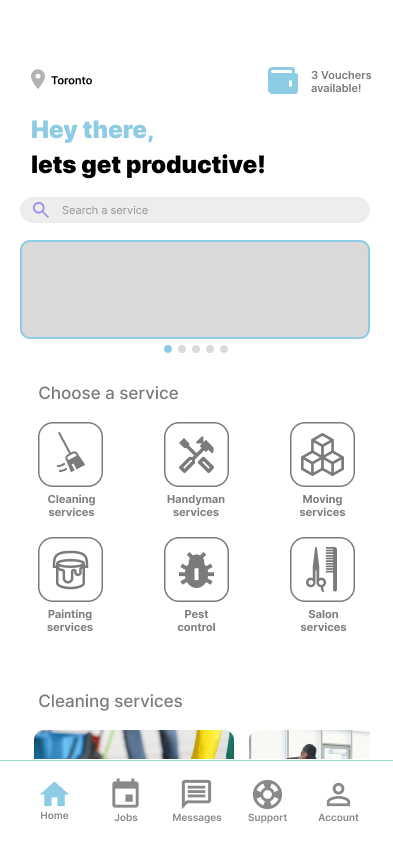 Toronto
3 Vouchers
available!
Hey there,
lets get productive!
Search a service
Choose a service
Cleaning
services
Handyman
services
Moving
services
Painting
services
Pest
control
Salon
services
Cleaning services
Home
Jobs
Messages
Support
Account